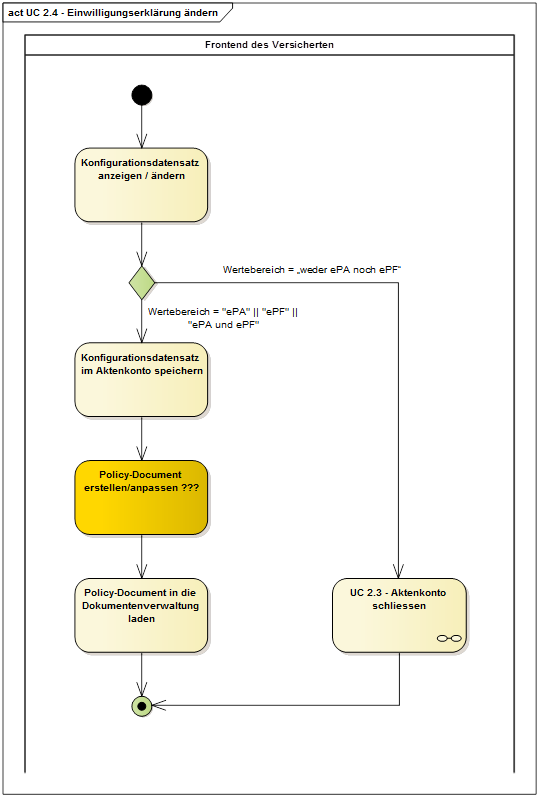 act UC 2.4 - Einwilligungserklärung ändern
Frontend des Versicherten
Konfigurationsdatensatz
anzeigen / ändern
Wertebereich = „weder ePA noch ePF“
Wertebereich = "ePA" || "ePF" ||
"ePA und ePF"
Konfigurationsdatensatz
im Aktenkonto speichern
Policy-Document
erstellen/anpassen ???
Policy-Document in die
Dokumentenverwaltung
laden
UC 2.3 - Aktenkonto
schliessen